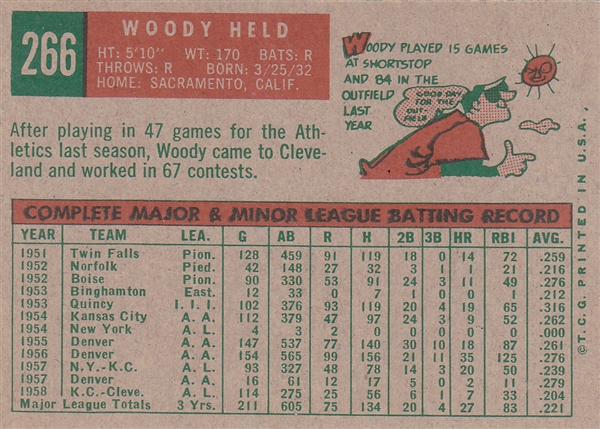 266
WOODY HELD
HT: 5'10" WT: 170 BATS: R
THROWS: R BORN: 3/25/32
HOME: SACRAMENTO, CALIF.
WOODY PLAYED 15 GAMES
AT SHORTSTOP
AND 84 IN THE
OUTFIELD
LAST
YEAR
GOOD DAY
FOR THE
OUT-
FIELD
After playing in 47 games for the Ath-
letics last season, Woody came to Cleve-
land and worked in 67 contests.
COMPLETE MAJOR & MINOR LEAGUE BATTING RECORD
YEAR TEAM LEA. G AB R H 2B 3B HR RBI AVG.
1951 Twin Falls Pion. 128 459 91 119 18 0 14 72 .259
1952 Norfolk Pied. 42 148 27 32 3 1 1 21 .216
1952 Boise Pion. 90 330 53 91 24 3 11 49 .276
1953 Binghamton East. 12 33 0 7 0 0 .212
1953 Quincy I. I. I. 102 376 93 119 20 4 19 65 .316
1954 Kansas City A. A. 112 379 47 97 24 3 9 52 .262
1954 New York A. L. 4 3 2 0 0 0 0 0 .000
1955 Denver A. A. 147 537 77 140 20 4 87 .261
1956 Denver A. A. 154 565 99 156 21 11 35 125 .276
1957 N.Y.-K.C. A. L. 93 327 48 78 17 3 20 50 .239
1957 Denver A. A. 16 61 12 17 2 11 .279
1958 K.C.-Cleve. A. L. 114 275 25 56 7 33 .204
Major League Totals 3 Yrs. 211 605 75 134 20 4 27 83 .221
©T.C.G. PRINTED IN U.S.A.